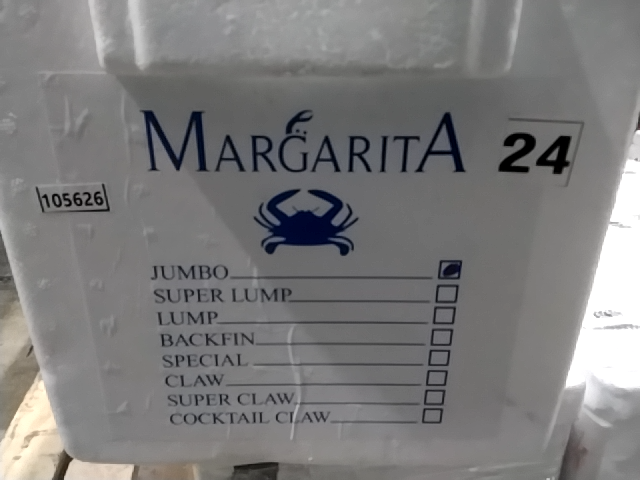 MARGARITA
24
105626
JUMBO
SUPER LUMP
LUMP
BACKFIN
SPECIAL
CLAW
SUPER CLAW
COCKTAIL CLAW